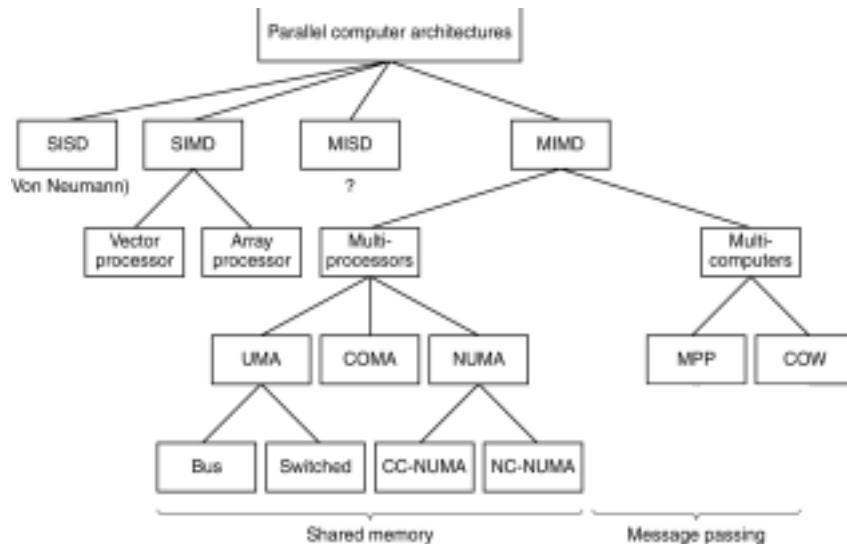 Parallel computer architectures
SISD
SIMD
MISD
MIMD
Von Neumann)
?
Vector
processor
Array
processor
Multi-
processors
Multi-
computers
UMA
COMA
NUMA
MPP
COW
Bus
Switched
CC-NUMA
NC-NUMA
Shared memory
Message passing